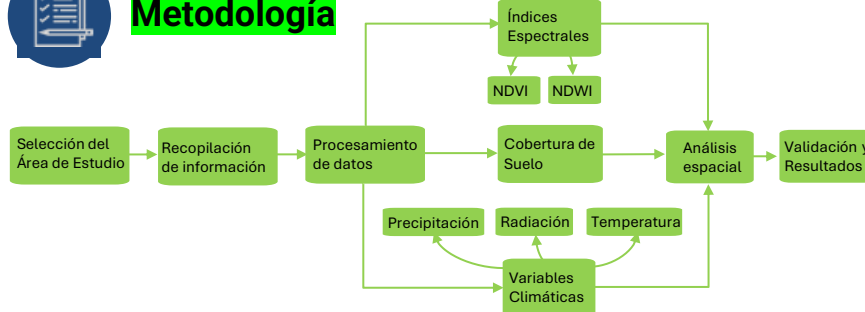 Metodología
Índices
Espectrales
NDVI
NDWI
Selección del
Área de Estudio
Recopilación
de información
Procesamiento
de datos
Cobertura de
Suelo
Análisis
espacial
Validación y
Resultados
Precipitación
Radiación
Temperatura
Variables
Climáticas